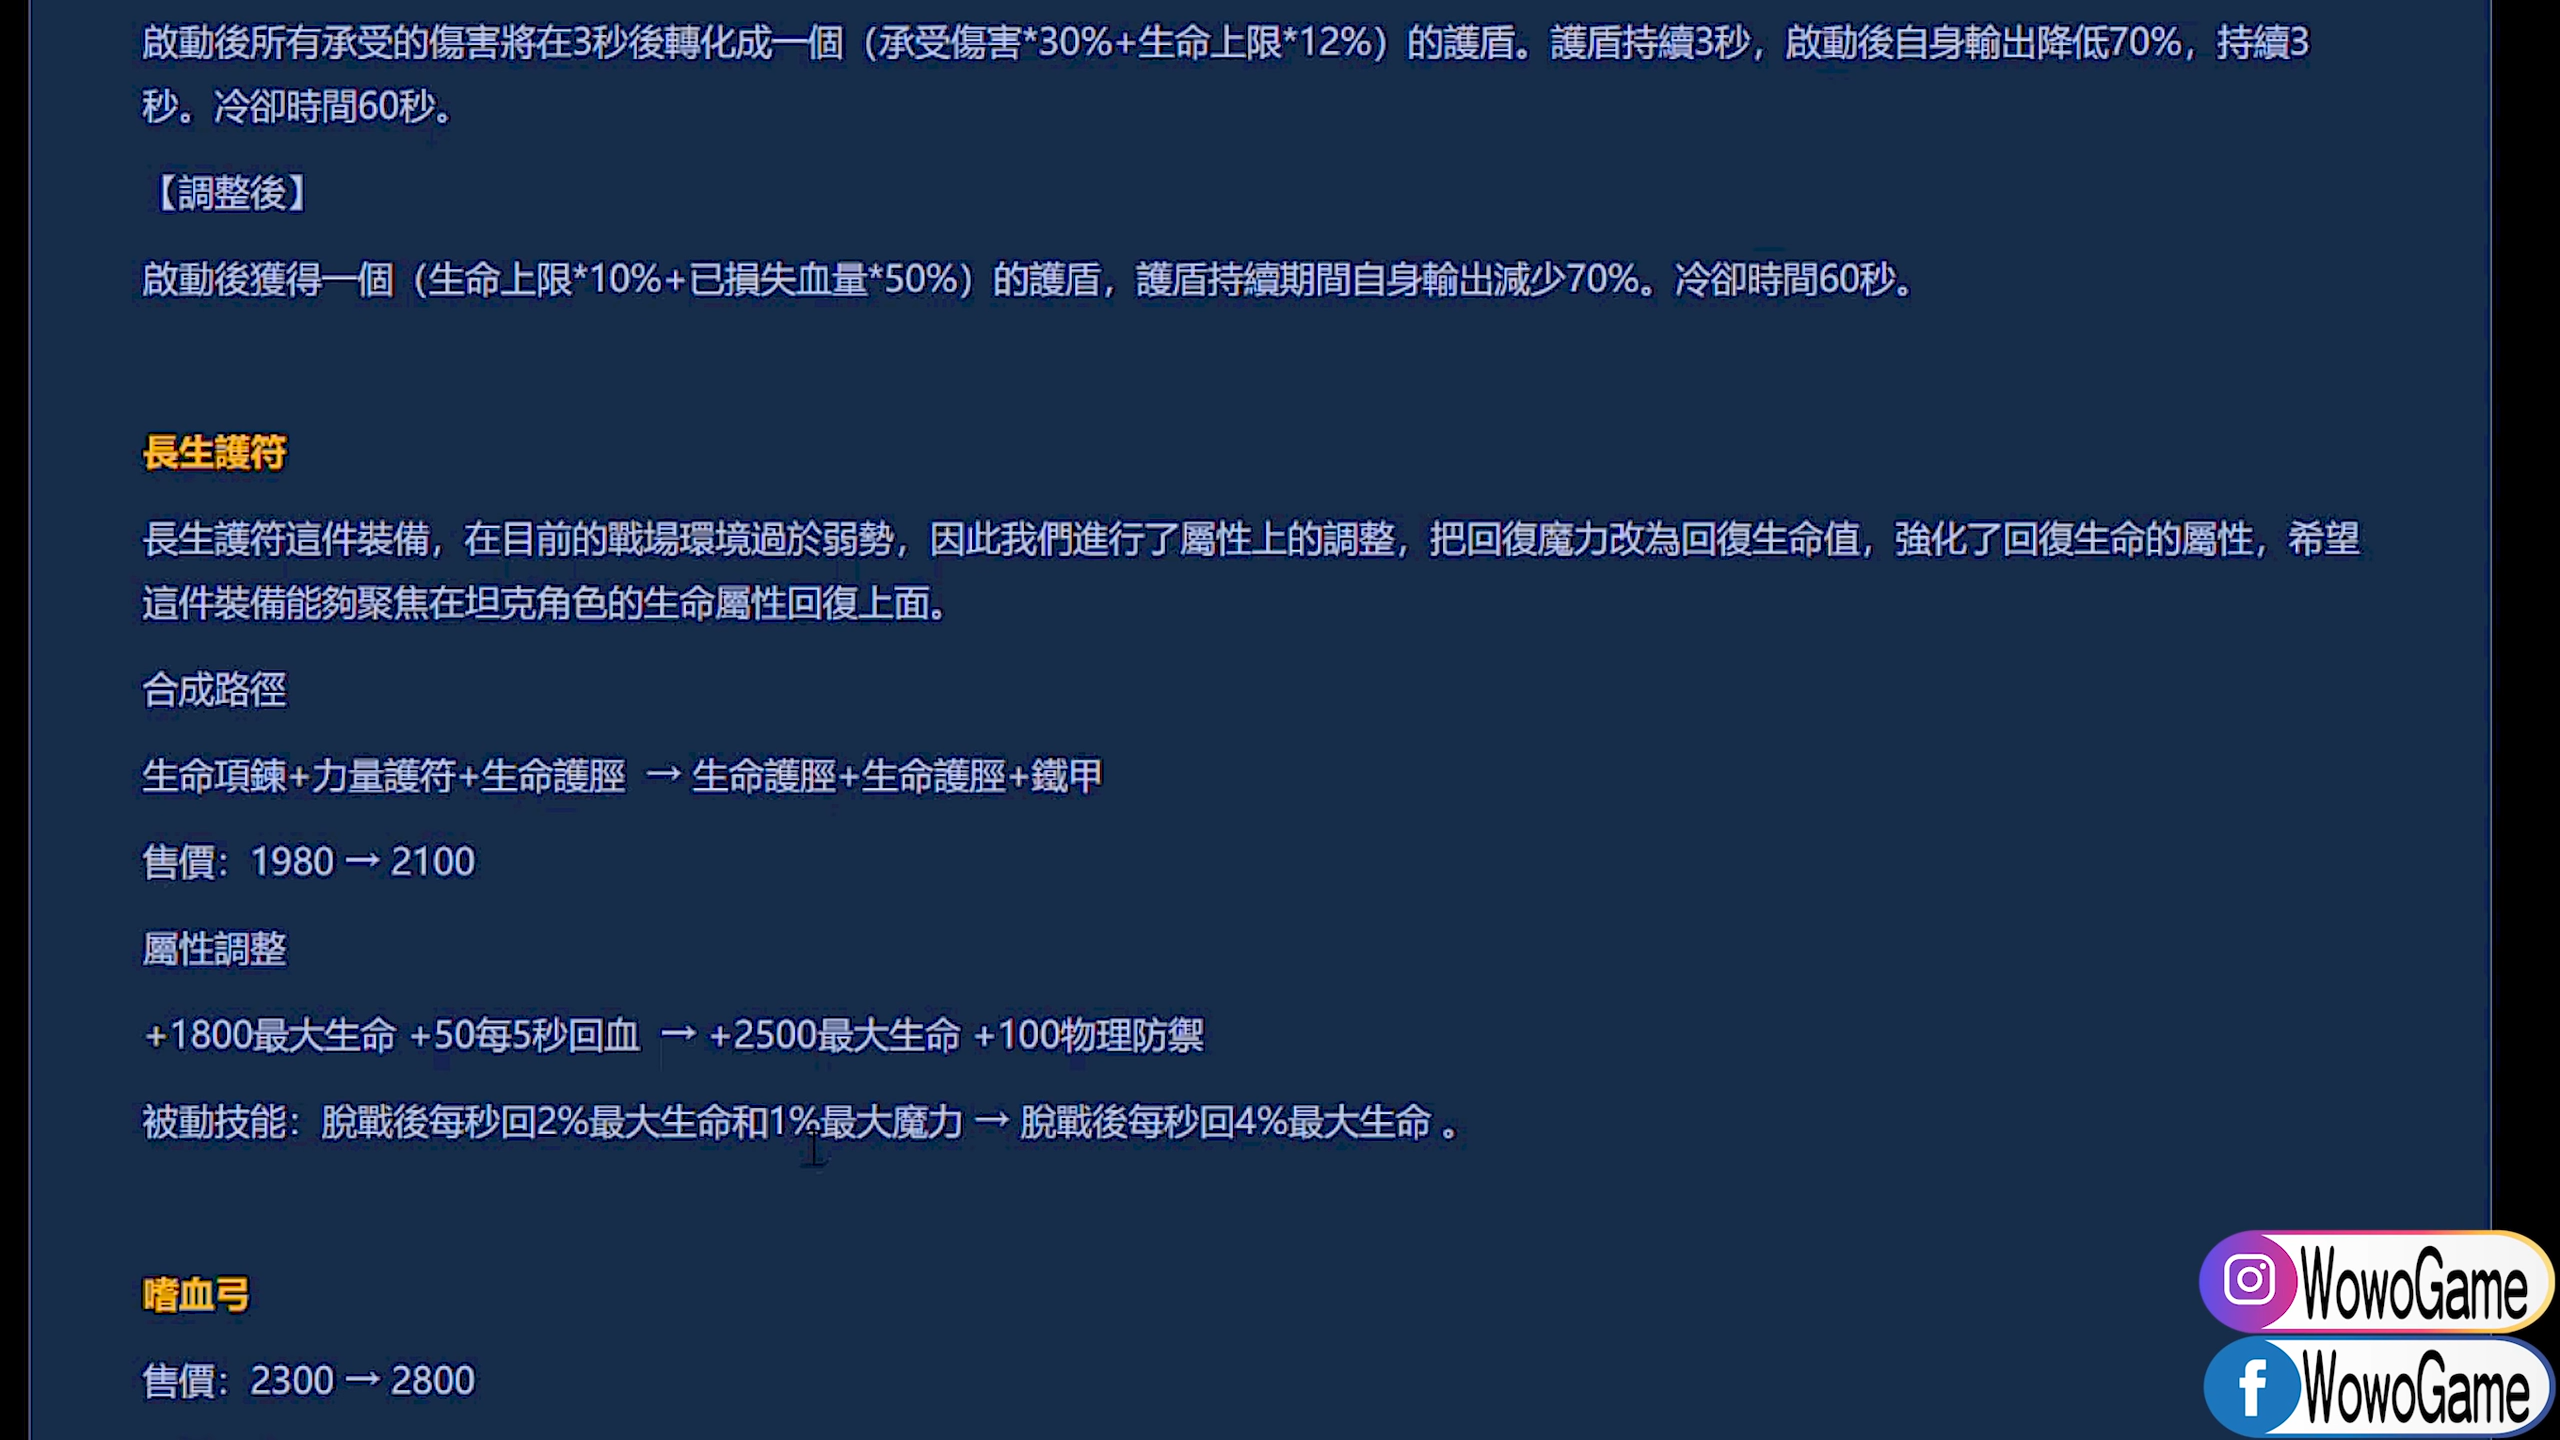 啟動後所有承受的傷害將在3秒後轉化成一個（承受傷害*30%+生命上限*12%）的護盾。護盾持續3秒，啟動後自身輸出降低70%，持續3
秒。冷卻時間60秒。
【調整後】
啟動後獲得一個（生命上限*10%+已損失血量*50%）的護盾，護盾持續期間自身輸出減少70%。冷卻時間60秒。
長生護符
長生護符這件裝備，在目前的戰場環境過於弱勢，因此我們進行了屬性上的調整，把回復魔力改為回復生命值，強化了回復生命的屬性，希望
這件裝備能夠聚焦在坦克角色的生命屬性回復上面。
合成路徑
生命項鍊+力量護符+生命護脛 → 生命護脛+生命護脛+鐵甲
售價：1980 → 2100
屬性調整
+1800最大生命 +50每5秒回血 → +2500最大生命 +100物理防禦
被動技能：脫戰後每秒回2%最大生命和1%最大魔力 → 脫戰後每秒回4%最大生命 。
嗜血弓
售價：2300 → 2800
WowoGame
WowoGame